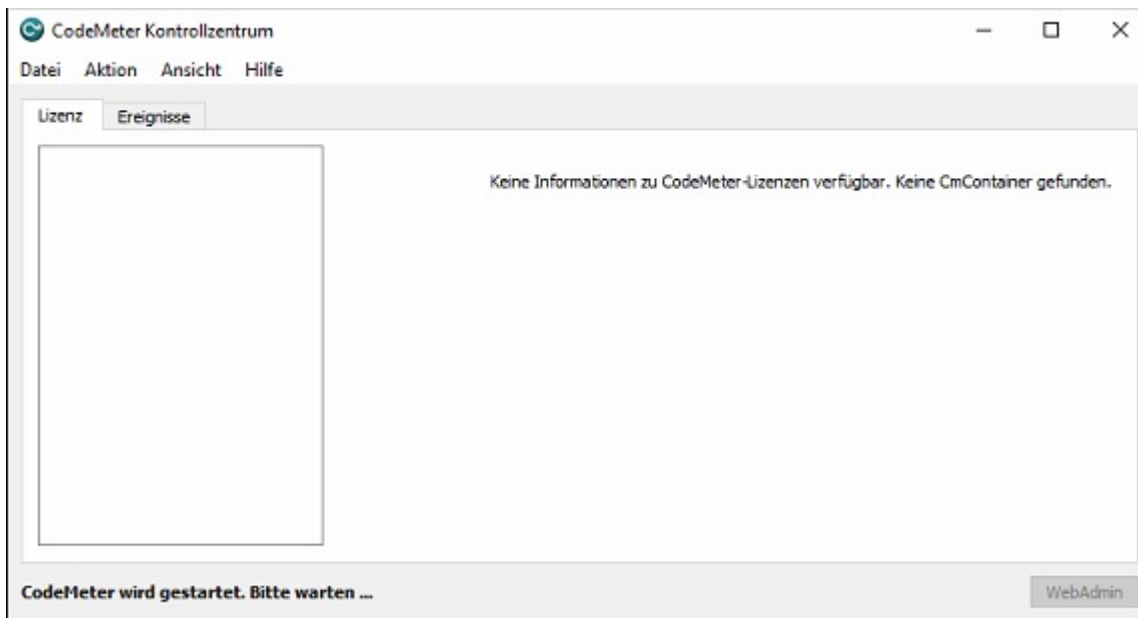 CodeMeter Kontrollzentrum
Datei Aktion Ansicht Hilfe
Lizenz Ereignisse
Keine Informationen zu CodeMeter-Lizenzen verfügbar. Keine CmContainer gefunden.
CodeMeter wird gestartet. Bitte warten ...
WebAdmin